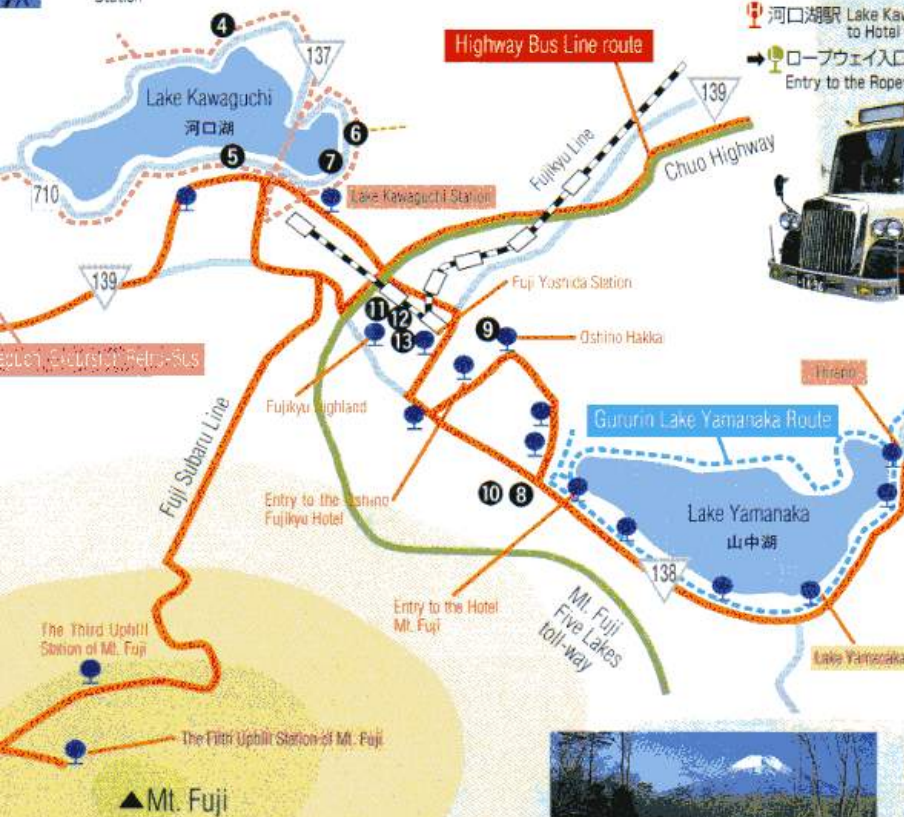 Station
4
137
Highway Bus Line route
河口湖駅 Lake Kaw
to Hotel
ロープウェイ入口
Entry to the Rope
Lake Kawaguchi
河口湖
6
5
7
710
139
Fujikyu Line
Chuo Highway
Lake Kawaguchi Station
139
Fuji Yoshida Station
11
12
13
9
Oshino Hakkai
Excursion Retro-Bus
Fujikyu Highland
Hirano
Gururin Lake Yamanaka Route
Fuji Subaru Line
Entry to the Oshino
Fujikyu Hotel
10
8
Lake Yamanaka
山中湖
138
Entry to the Hotel
Mt. Fuji
Mt. Fuji
Five Lakes
toll-way
The Third Uphill
Station of Mt. Fuji
Lake Yamanaka
The Fifth Uphill Station of Mt. Fuji
▲Mt. Fuji